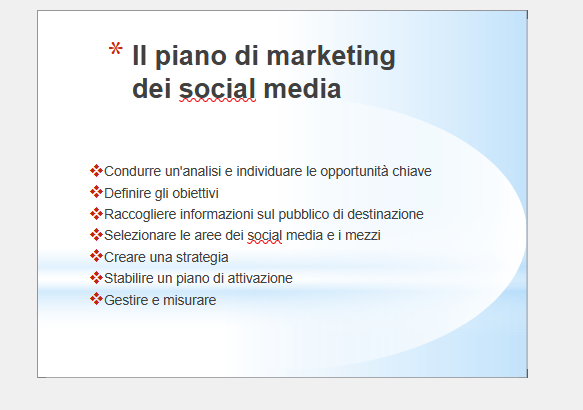 * Il piano di marketing
dei social media
❖Condurre un'analisi e individuare le opportunità chiave
❖Definire gli obiettivi
❖Raccogliere informazioni sul pubblico di destinazione
❖Selezionare le aree dei social media e i mezzi
❖Creare una strategia
❖Stabilire un piano di attivazione
❖Gestire e misurare